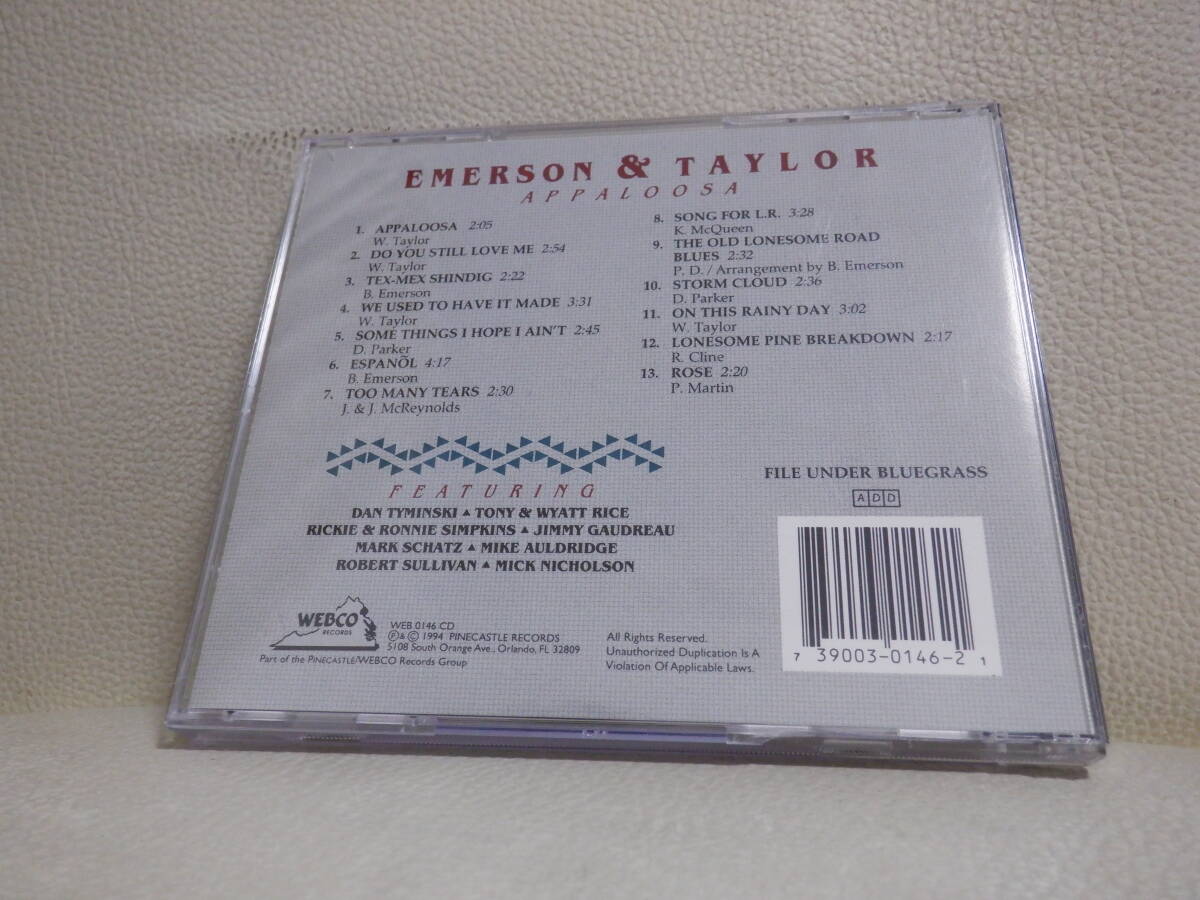 EMERSON & TAYLOR
APPALOOSA
1. APPALOOSA 2:05
W. Taylor
2. DO YOU STILL LOVE ME 2:54
W. Taylor
3. TEX-MEX SHINDIG 2:22
B. Emerson
4. WE USED TO HAVE IT MADE 3:31
W. Taylor
5. SOME THINGS I HOPE I AIN'T 2:45
D. Parker
6. ESPANÕL 4:17
B. Emerson
7. TOO MANY TEARS 2:30
J. & J. McReynolds
8. SONG FOR L.R. 3:28
K. McQueen
9. THE OLD LONESOME ROAD
BLUES 2:32
P. D. / Arrangement by B. Emerson
10. STORM CLOUD 2:36
D. Parker
11. ON THIS RAINY DAY 3:02
W. Taylor
12. LONESOME PINE BREAKDOWN 2:17
R. Cline
13. ROSE 2:20
P. Martin
FEATURING
DAN TYMINSKI ▲ TONY & WYATT RICE
RICKIE & RONNIE SIMPKINS ▲ JIMMY GAUDREAU
MARK SCHATZ ▲ MIKE AULDRIDGE
ROBERT SULLIVAN ▲ MICK NICHOLSON
FILE UNDER BLUEGRASS
ADD
WEBCO
RECORDS
Part of the PINECASTLE/WEBCO Records Group
WEB 0146 CD
℗& © 1994 PINECASTLE RECORDS
5108 South Orange Ave., Orlando, FL 32809
All Rights Reserved.
Unauthorized Duplication Is A
Violation Of Applicable Laws.
7 39003-0146-2 1